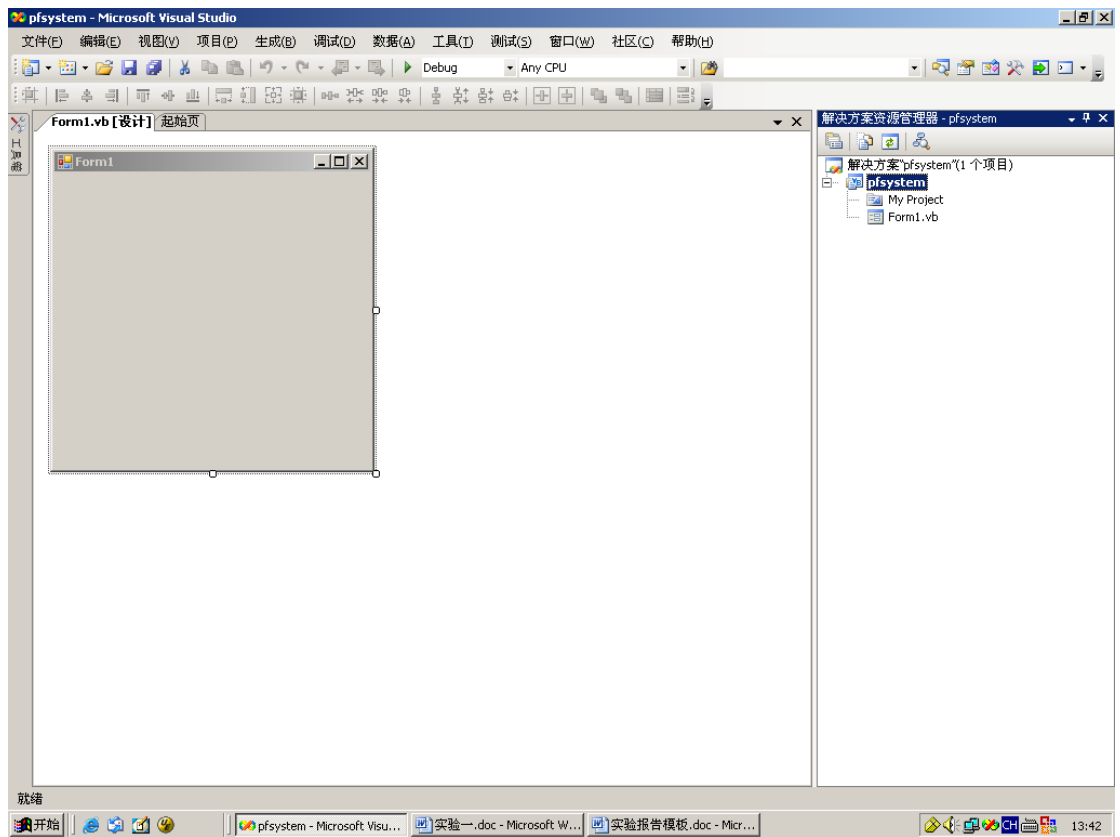 pfsystem - Microsoft Visual Studio
文件(F) 编辑(E) 视图(V) 项目(P) 生成(B) 调试(D) 数据(A) 工具(T) 测试(S) 窗口(W) 社区(C) 帮助(H)
Debug Any CPU
Form1.vb [设计] 起始页
工具箱
Form1
解决方案资源管理器 - pfsystem
解决方案"pfsystem"(1 个项目)
pfsystem
My Project
Form1.vb
就绪
开始 pfsystem - Microsoft Visu... 实验一.doc - Microsoft W... 实验报告模板.doc - Micr... CH 13:42